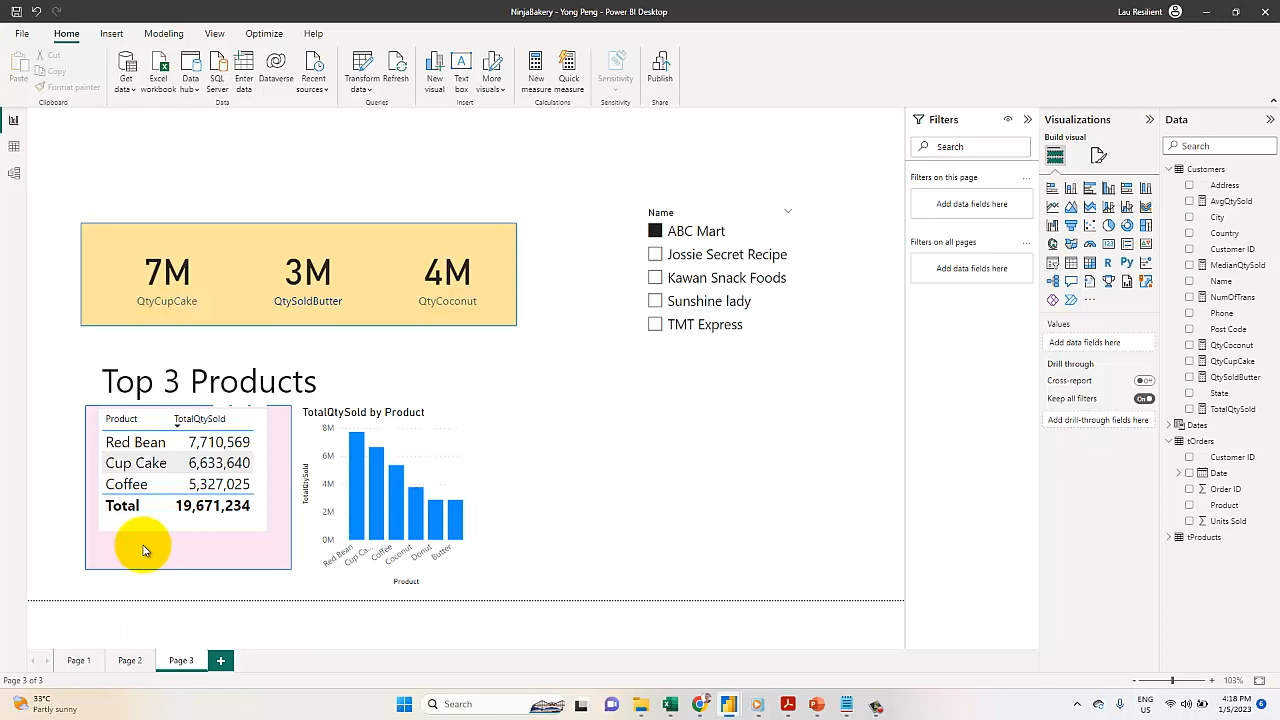 NinjaBakery - Yong Peng - Power BI Desktop
Lau Resilient
File Home Insert Modeling View Optimize Help
Paste
Cut
Copy
Format painter
Clipboard
Get data
Excel workbook
Data hub
SQL Server
Enter data
Dataverse
Recent sources
Data
Transform data
Refresh
Queries
New visual
Text box
More visuals
Insert
New measure
Quick measure
Calculations
Sensitivity
Sensitivity
Publish
Share
7M
QtyCupCake
3M
QtySoldButter
4M
QtyCoconut
Name
ABC Mart
Jossie Secret Recipe
Kawan Snack Foods
Sunshine lady
TMT Express
Top 3 Products
Product TotalQtySold
Red Bean 7,710,569
Cup Cake 6,633,640
Coffee 5,327,025
Total 19,671,234
TotalQtySold by Product
8M
6M
4M
2M
0M
TotalQtySold
Red Bean
Cup Ca...
Coffee
Coconut
Donut
Butter
Product
Filters
Search
Filters on this page ...
Add data fields here
Filters on all pages ...
Add data fields here
Visualizations
Build visual
R Py
123
...
Values
Add data fields here
Drill through
Cross-report Off
Keep all filters On
Add drill-through fields here
Data
Search
Customers
Address
AvgQtySold
City
Country
Customer ID
MedianQtySold
Name
NumOfTrans
Phone
Post Code
QtyCoconut
QtyCupCake
QtySoldButter
State
TotalQtySold
Dates
tOrders
Customer ID
Date
Σ Order ID
Product
Σ Units Sold
tProducts
Page 1 Page 2 Page 3 +
Page 3 of 3
- + 103%
33°C
Partly sunny
Search
ENG
US
4:18 PM
1/5/2023
6